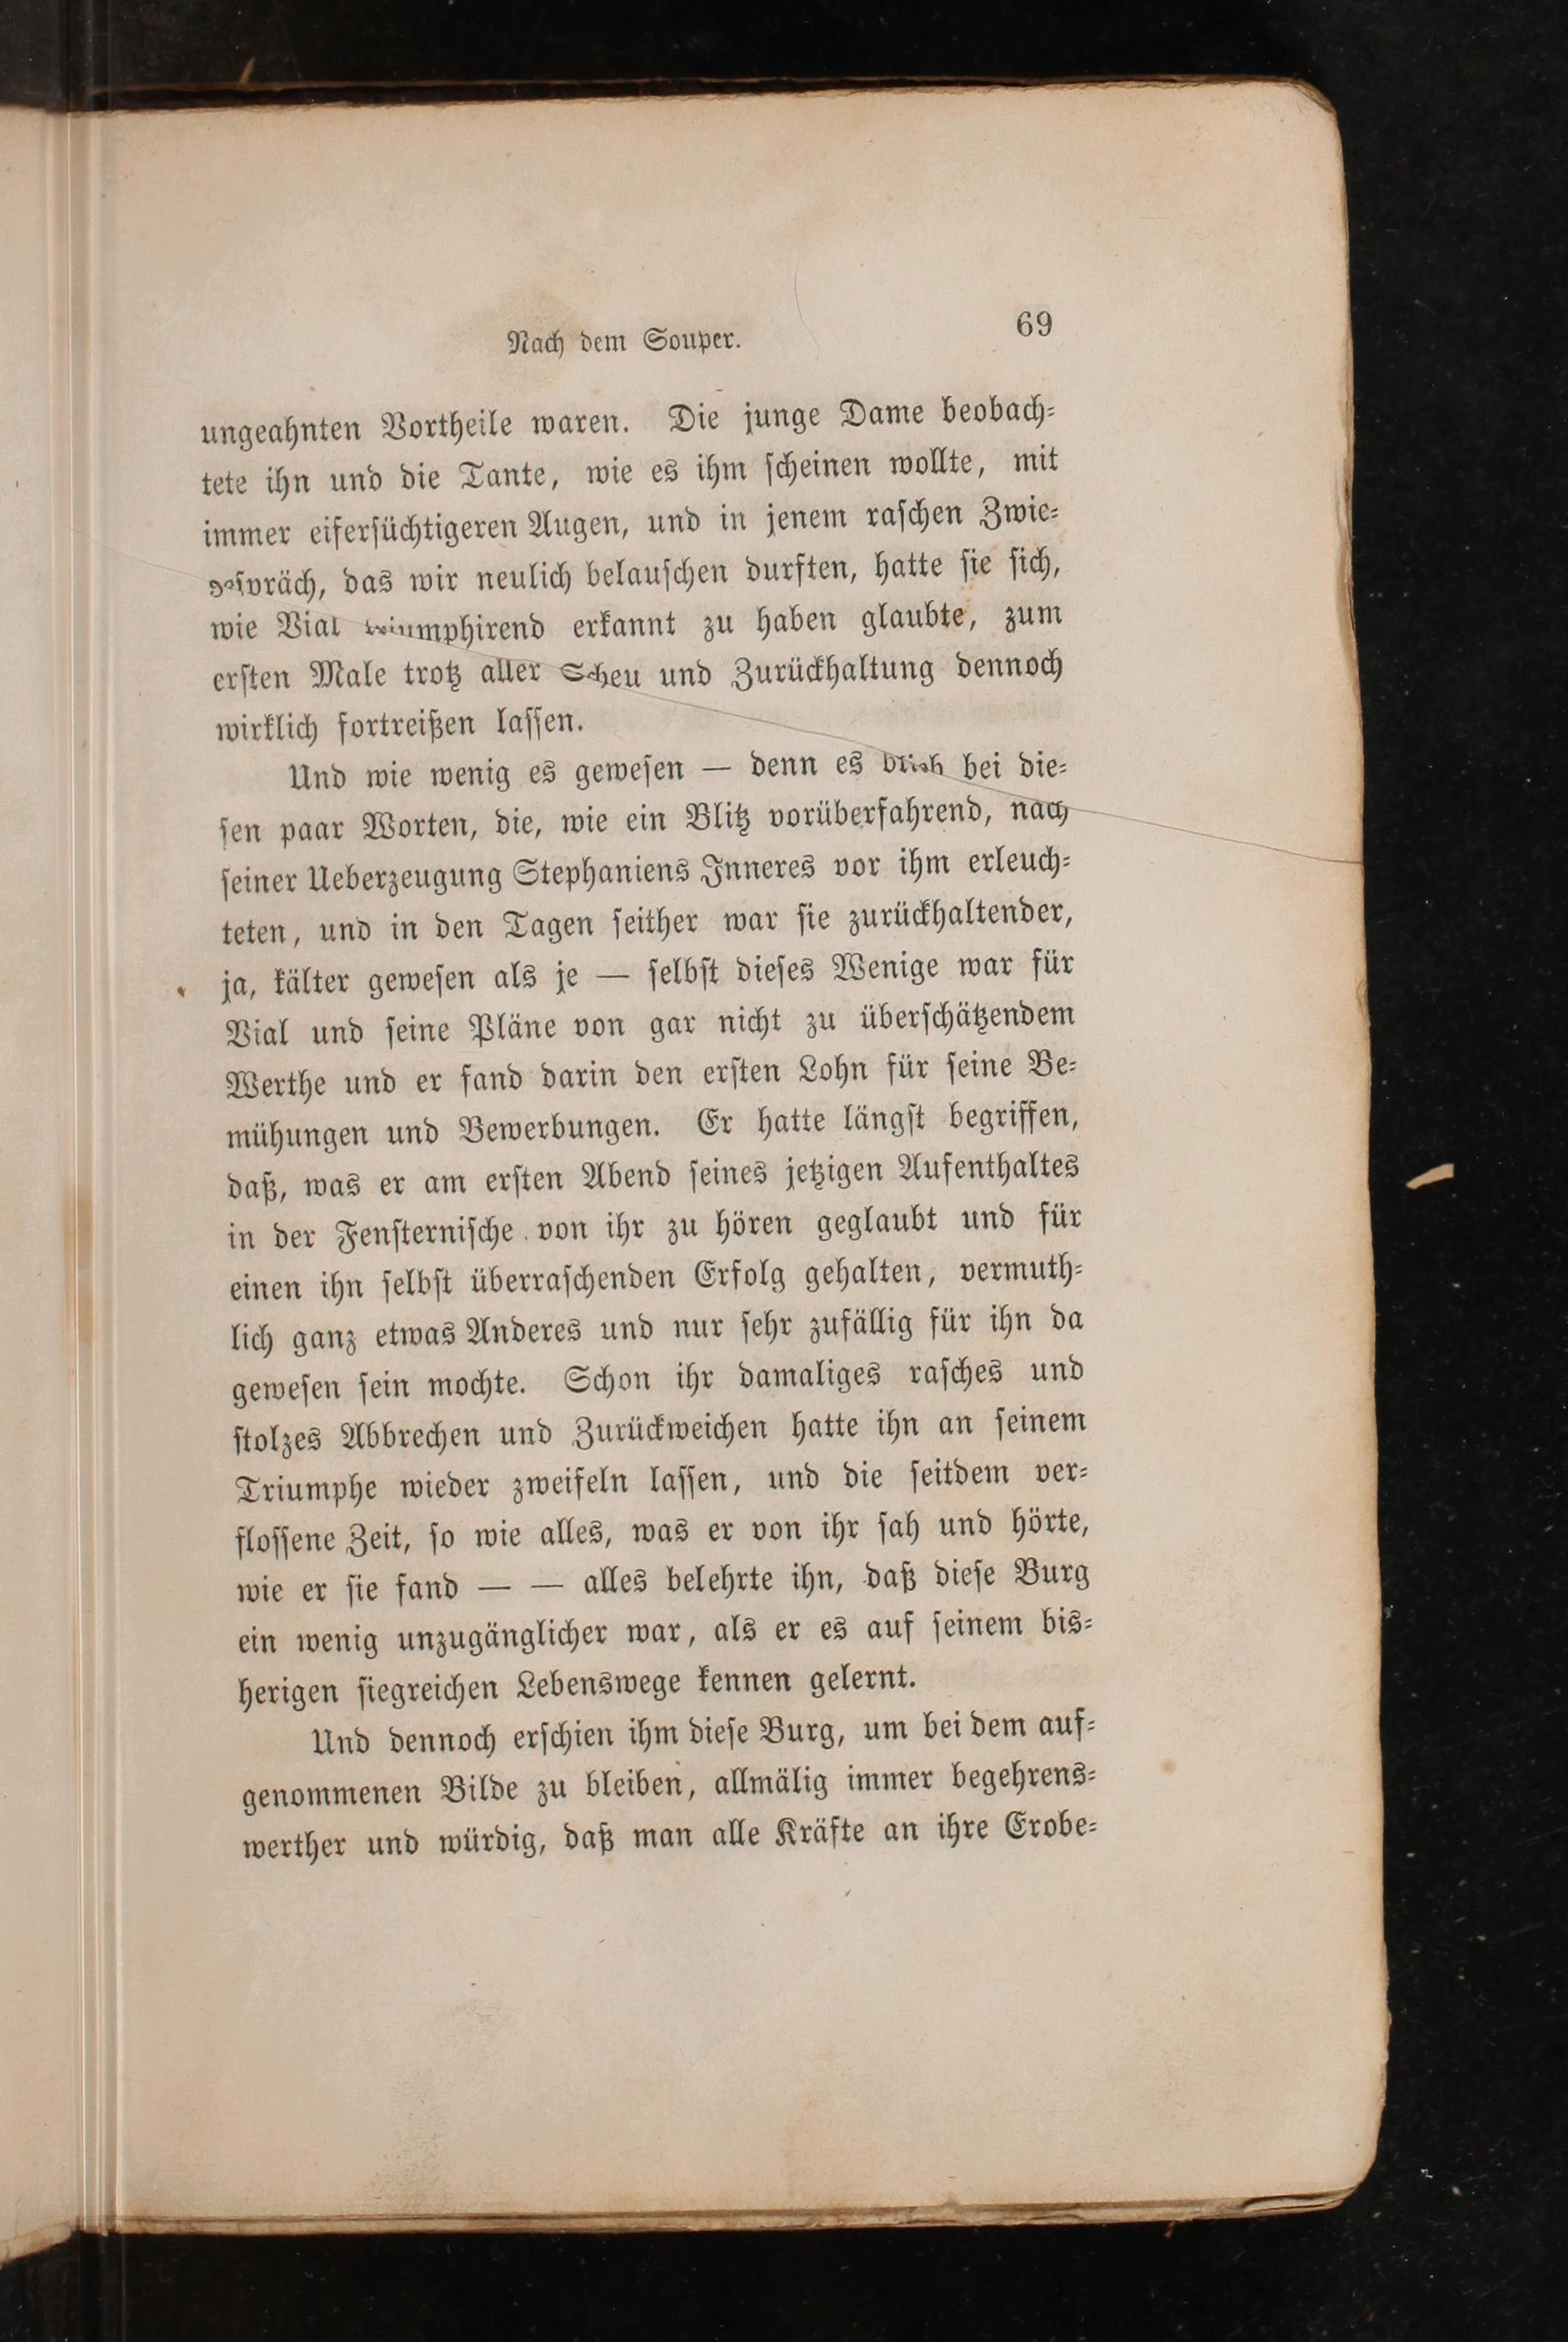 Nach dem Souper. 69
ungeahnten Vortheile waren. Die junge Dame beobach⸗
tete ihn und die Tante, wie es ihm ſcheinen wollte, mit
immer eiferſüchtigeren Augen, und in jenem raſchen Zwie⸗
geſpräch, das wir neulich belauſchen durften, hatte ſie ſich,
wie Vial triumphirend erkannt zu haben glaubte, zum
erſten Male trotz aller Scheu und Zurückhaltung dennoch
wirklich fortreißen laſſen.
Und wie wenig es geweſen — denn es blieb bei die⸗
ſen paar Worten, die, wie ein Blitz vorüberfahrend, nach
ſeiner Ueberzeugung Stephaniens Inneres vor ihm erleuch⸗
teten, und in den Tagen ſeither war ſie zurückhaltender,
ja, kälter geweſen als je — ſelbſt dieſes Wenige war für
Vial und ſeine Pläne von gar nicht zu überſchätzendem
Werthe und er fand darin den erſten Lohn für ſeine Be⸗
mühungen und Bewerbungen. Er hatte längſt begriffen,
daß, was er am erſten Abend ſeines jetzigen Aufenthaltes
in der Fenſterniſche von ihr zu hören geglaubt und für
einen ihn ſelbſt überraſchenden Erfolg gehalten, vermuth⸗
lich ganz etwas Anderes und nur ſehr zufällig für ihn da
geweſen ſein mochte. Schon ihr damaliges raſches und
ſtolzes Abbrechen und Zurückweichen hatte ihn an ſeinem
Triumphe wieder zweifeln laſſen, und die ſeitdem ver⸗
floſſene Zeit, ſo wie alles, was er von ihr ſah und hörte,
wie er ſie fand — — alles belehrte ihn, daß dieſe Burg
ein wenig unzugänglicher war, als er es auf ſeinem bis⸗
herigen ſiegreichen Lebenswege kennen gelernt.
Und dennoch erſchien ihm dieſe Burg, um bei dem auf⸗
genommenen Bilde zu bleiben, allmälig immer begehrens⸗
werther und würdig, daß man alle Kräfte an ihre Erobe⸗